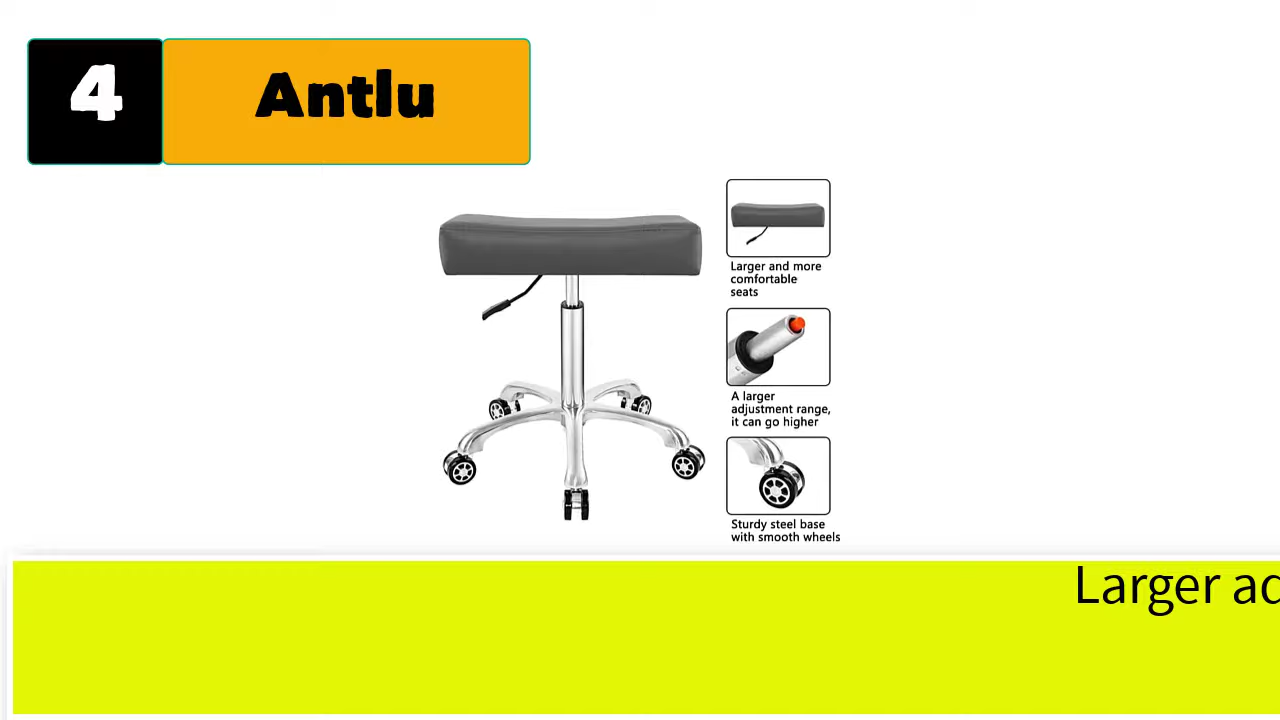 4
Antlu
Larger and more
comfortable
seats
A larger
adjustment range,
it can go higher
Sturdy steel base
with smooth wheels
Larger